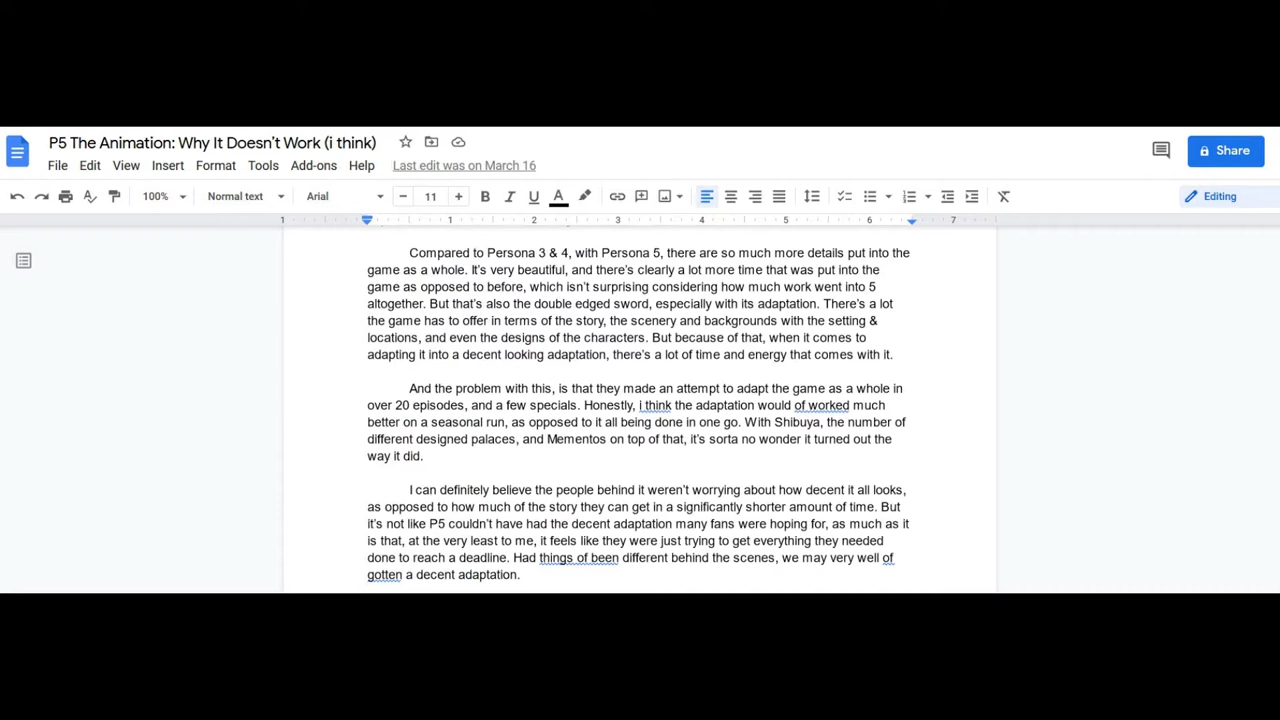 P5 The Animation: Why It Doesn't Work (i think)
File Edit View Insert Format Tools Add-ons Help Last edit was on March 16
Share
100% Normal text Arial 11 B I U A Editing
1 1 2 3 4 5 6 7
Compared to Persona 3 & 4, with Persona 5, there are so much more details put into the
game as a whole. It's very beautiful, and there's clearly a lot more time that was put into the
game as opposed to before, which isn't surprising considering how much work went into 5
altogether. But that's also the double edged sword, especially with its adaptation. There's a lot
the game has to offer in terms of the story, the scenery and backgrounds with the setting &
locations, and even the designs of the characters. But because of that, when it comes to
adapting it into a decent looking adaptation, there's a lot of time and energy that comes with it.
And the problem with this, is that they made an attempt to adapt the game as a whole in
over 20 episodes, and a few specials. Honestly, i think the adaptation would of worked much
better on a seasonal run, as opposed to it all being done in one go. With Shibuya, the number of
different designed palaces, and Mementos on top of that, it's sorta no wonder it turned out the
way it did.
I can definitely believe the people behind it weren't worrying about how decent it all looks,
as opposed to how much of the story they can get in a significantly shorter amount of time. But
it's not like P5 couldn't have had the decent adaptation many fans were hoping for, as much as it
is that, at the very least to me, it feels like they were just trying to get everything they needed
done to reach a deadline. Had things of been different behind the scenes, we may very well of
gotten a decent adaptation.